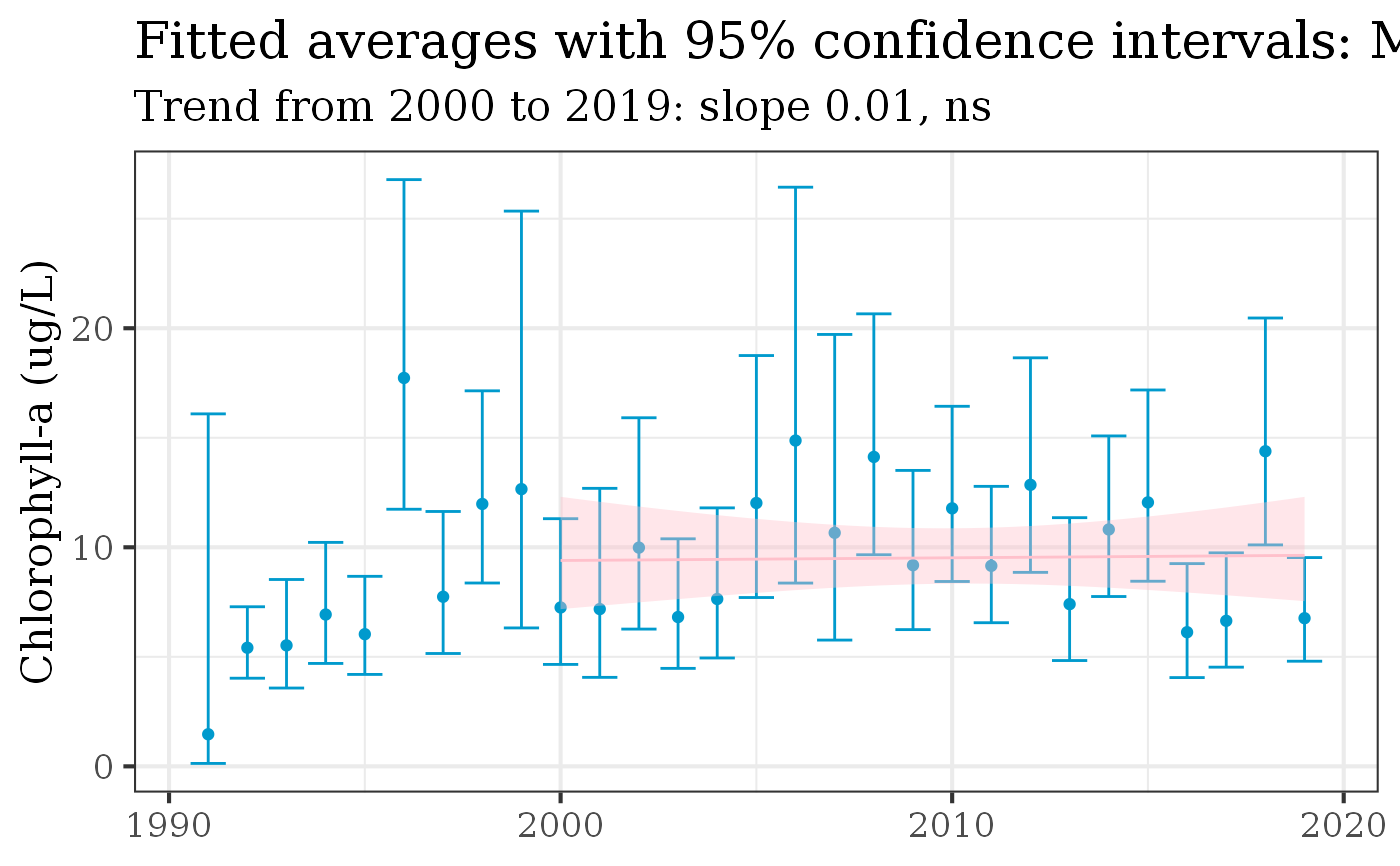 Fitted averages with 95% confidence intervals: M
Trend from 2000 to 2019: slope 0.01, ns
Chlorophyll-a (ug/L)
20
10
0
1990 2000 2010 2020